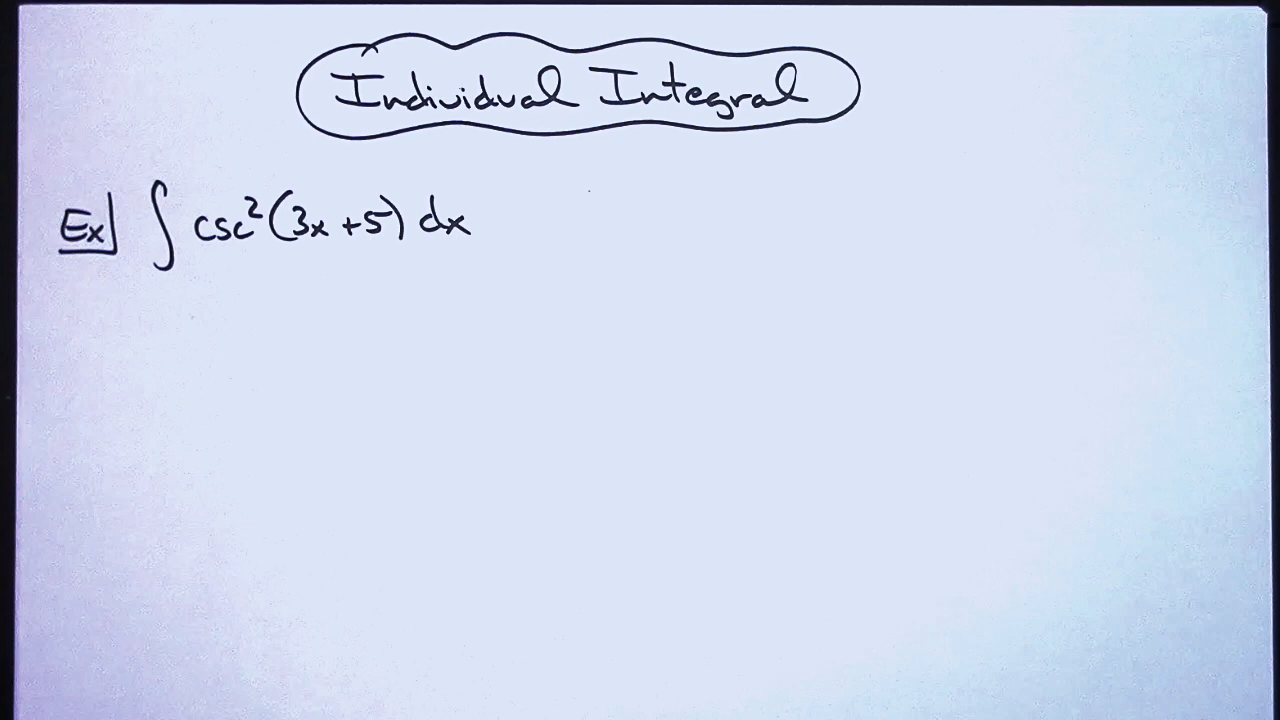 Individual Integral
Ex ∫ csc²(3x+5) dx